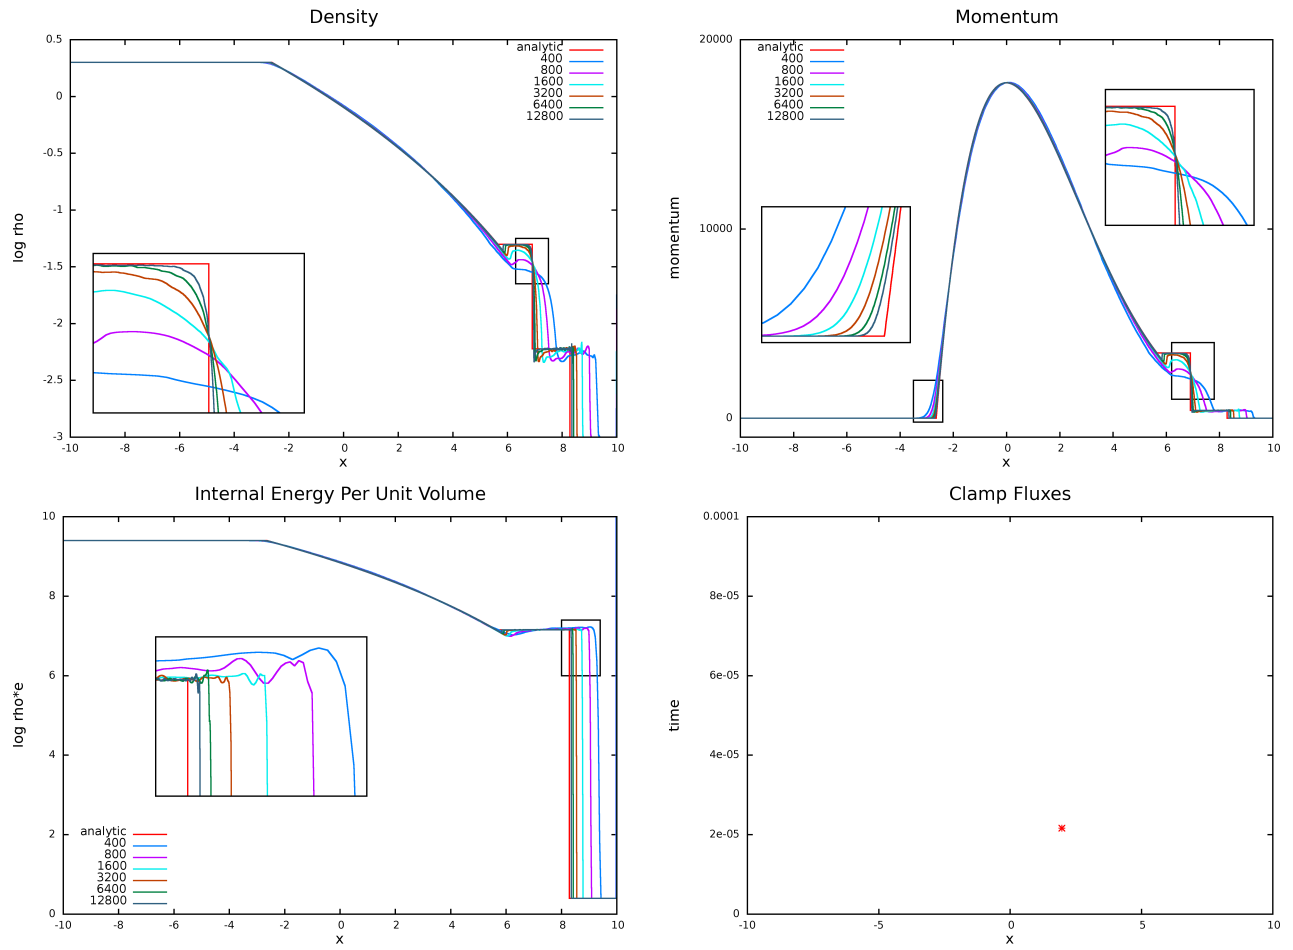 Density
0.5
0
-0.5
-1
-1.5
-2
-2.5
-3
log rho
-10 -8 -6 -4 -2 0 2 4 6 8 10
x
analytic
400
800
1600
3200
6400
12800
Momentum
20000
10000
0
momentum
-10 -8 -6 -4 -2 0 2 4 6 8 10
x
analytic
400
800
1600
3200
6400
12800
Internal Energy Per Unit Volume
10
8
6
4
2
0
log rho*e
-10 -8 -6 -4 -2 0 2 4 6 8 10
x
analytic
400
800
1600
3200
6400
12800
Clamp Fluxes
0.0001
8e-05
6e-05
4e-05
2e-05
0
time
-10 -5 0 5 10
x